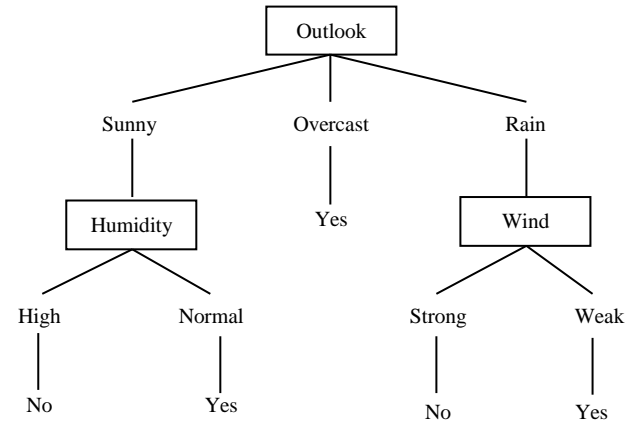 Outlook
Sunny
Overcast
Rain
Humidity
Yes
Wind
High
Normal
Strong
Weak
No
Yes
No
Yes